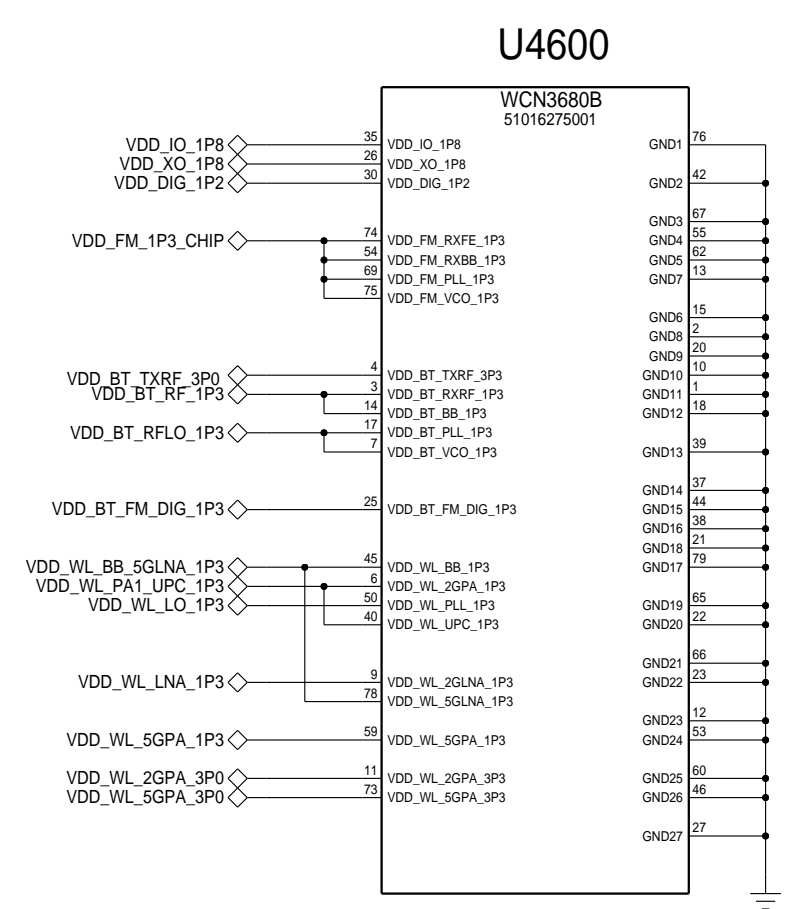 U4600
WCN3680B
51016275001
VDD_IO_1P8 35 VDD_IO_1P8 GND1 76
VDD_XO_1P8 26 VDD_XO_1P8
VDD_DIG_1P2 30 VDD_DIG_1P2 GND2 42
GND3 67
VDD_FM_1P3_CHIP 74 VDD_FM_RXFE_1P3 GND4 55
54 VDD_FM_RXBB_1P3 GND5 62
69 VDD_FM_PLL_1P3 GND7 13
75 VDD_FM_VCO_1P3
GND6 15
GND8 2
GND9 20
VDD_BT_TXRF_3P0 4 VDD_BT_TXRF_3P3 GND10 10
VDD_BT_RF_1P3 3 VDD_BT_RXRF_1P3 GND11 1
14 VDD_BT_BB_1P3 GND12 18
VDD_BT_RFLO_1P3 17 VDD_BT_PLL_1P3
7 VDD_BT_VCO_1P3 GND13 39
GND14 37
VDD_BT_FM_DIG_1P3 25 VDD_BT_FM_DIG_1P3 GND15 44
GND16 38
GND18 21
VDD_WL_BB_5GLNA_1P3 45 VDD_WL_BB_1P3 GND17 79
VDD_WL_PA1_UPC_1P3 6 VDD_WL_2GPA_1P3
VDD_WL_LO_1P3 50 VDD_WL_PLL_1P3 GND19 65
40 VDD_WL_UPC_1P3 GND20 22
GND21 66
VDD_WL_LNA_1P3 9 VDD_WL_2GLNA_1P3 GND22 23
78 VDD_WL_5GLNA_1P3
GND23 12
VDD_WL_5GPA_1P3 59 VDD_WL_5GPA_1P3 GND24 53
VDD_WL_2GPA_3P0 11 VDD_WL_2GPA_3P3 GND25 60
VDD_WL_5GPA_3P0 73 VDD_WL_5GPA_3P3 GND26 46
GND27 27